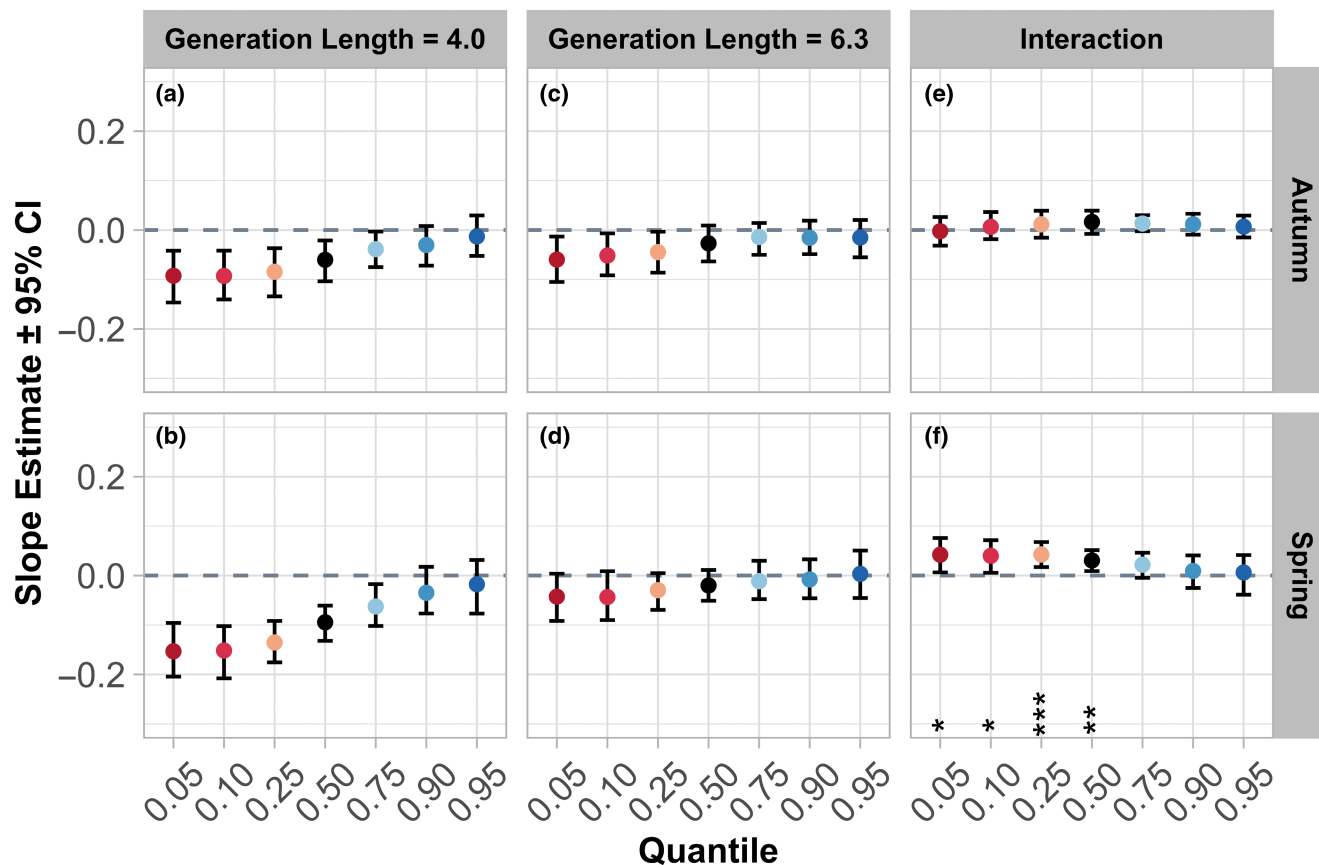 Generation Length = 4.0
Generation Length = 6.3
Interaction
(a)
(c)
(e)
0.2
0.0
−0.2
Autumn
(b)
(d)
(f)
0.2
0.0
−0.2
Spring
* * *** **
0.05 0.10 0.25 0.50 0.75 0.90 0.95
0.05 0.10 0.25 0.50 0.75 0.90 0.95
0.05 0.10 0.25 0.50 0.75 0.90 0.95
Quantile
Slope Estimate ± 95% CI